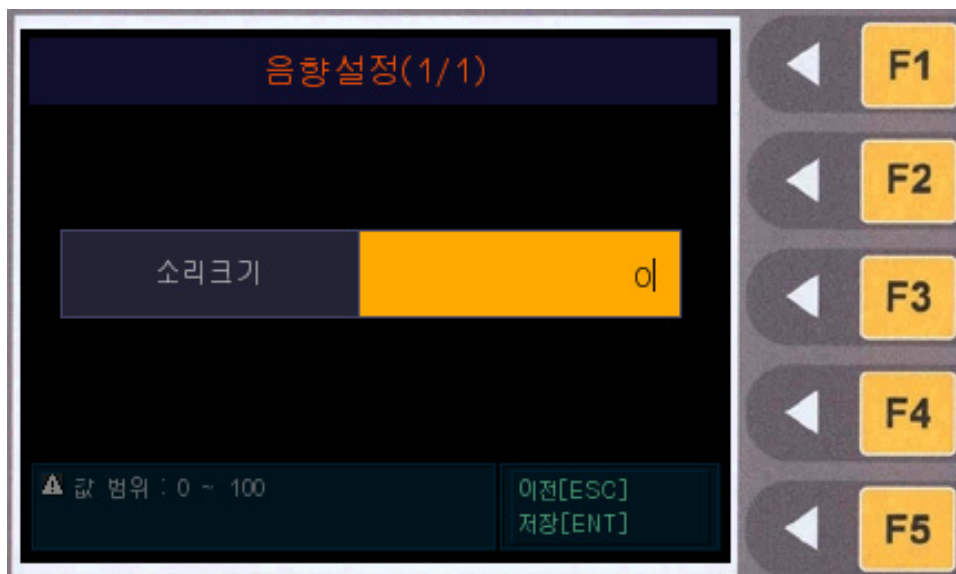 음향설정(1/1)
소리크기 0
값 범위 : 0 ~ 100
이전[ESC]
저장[ENT]
F1
F2
F3
F4
F5